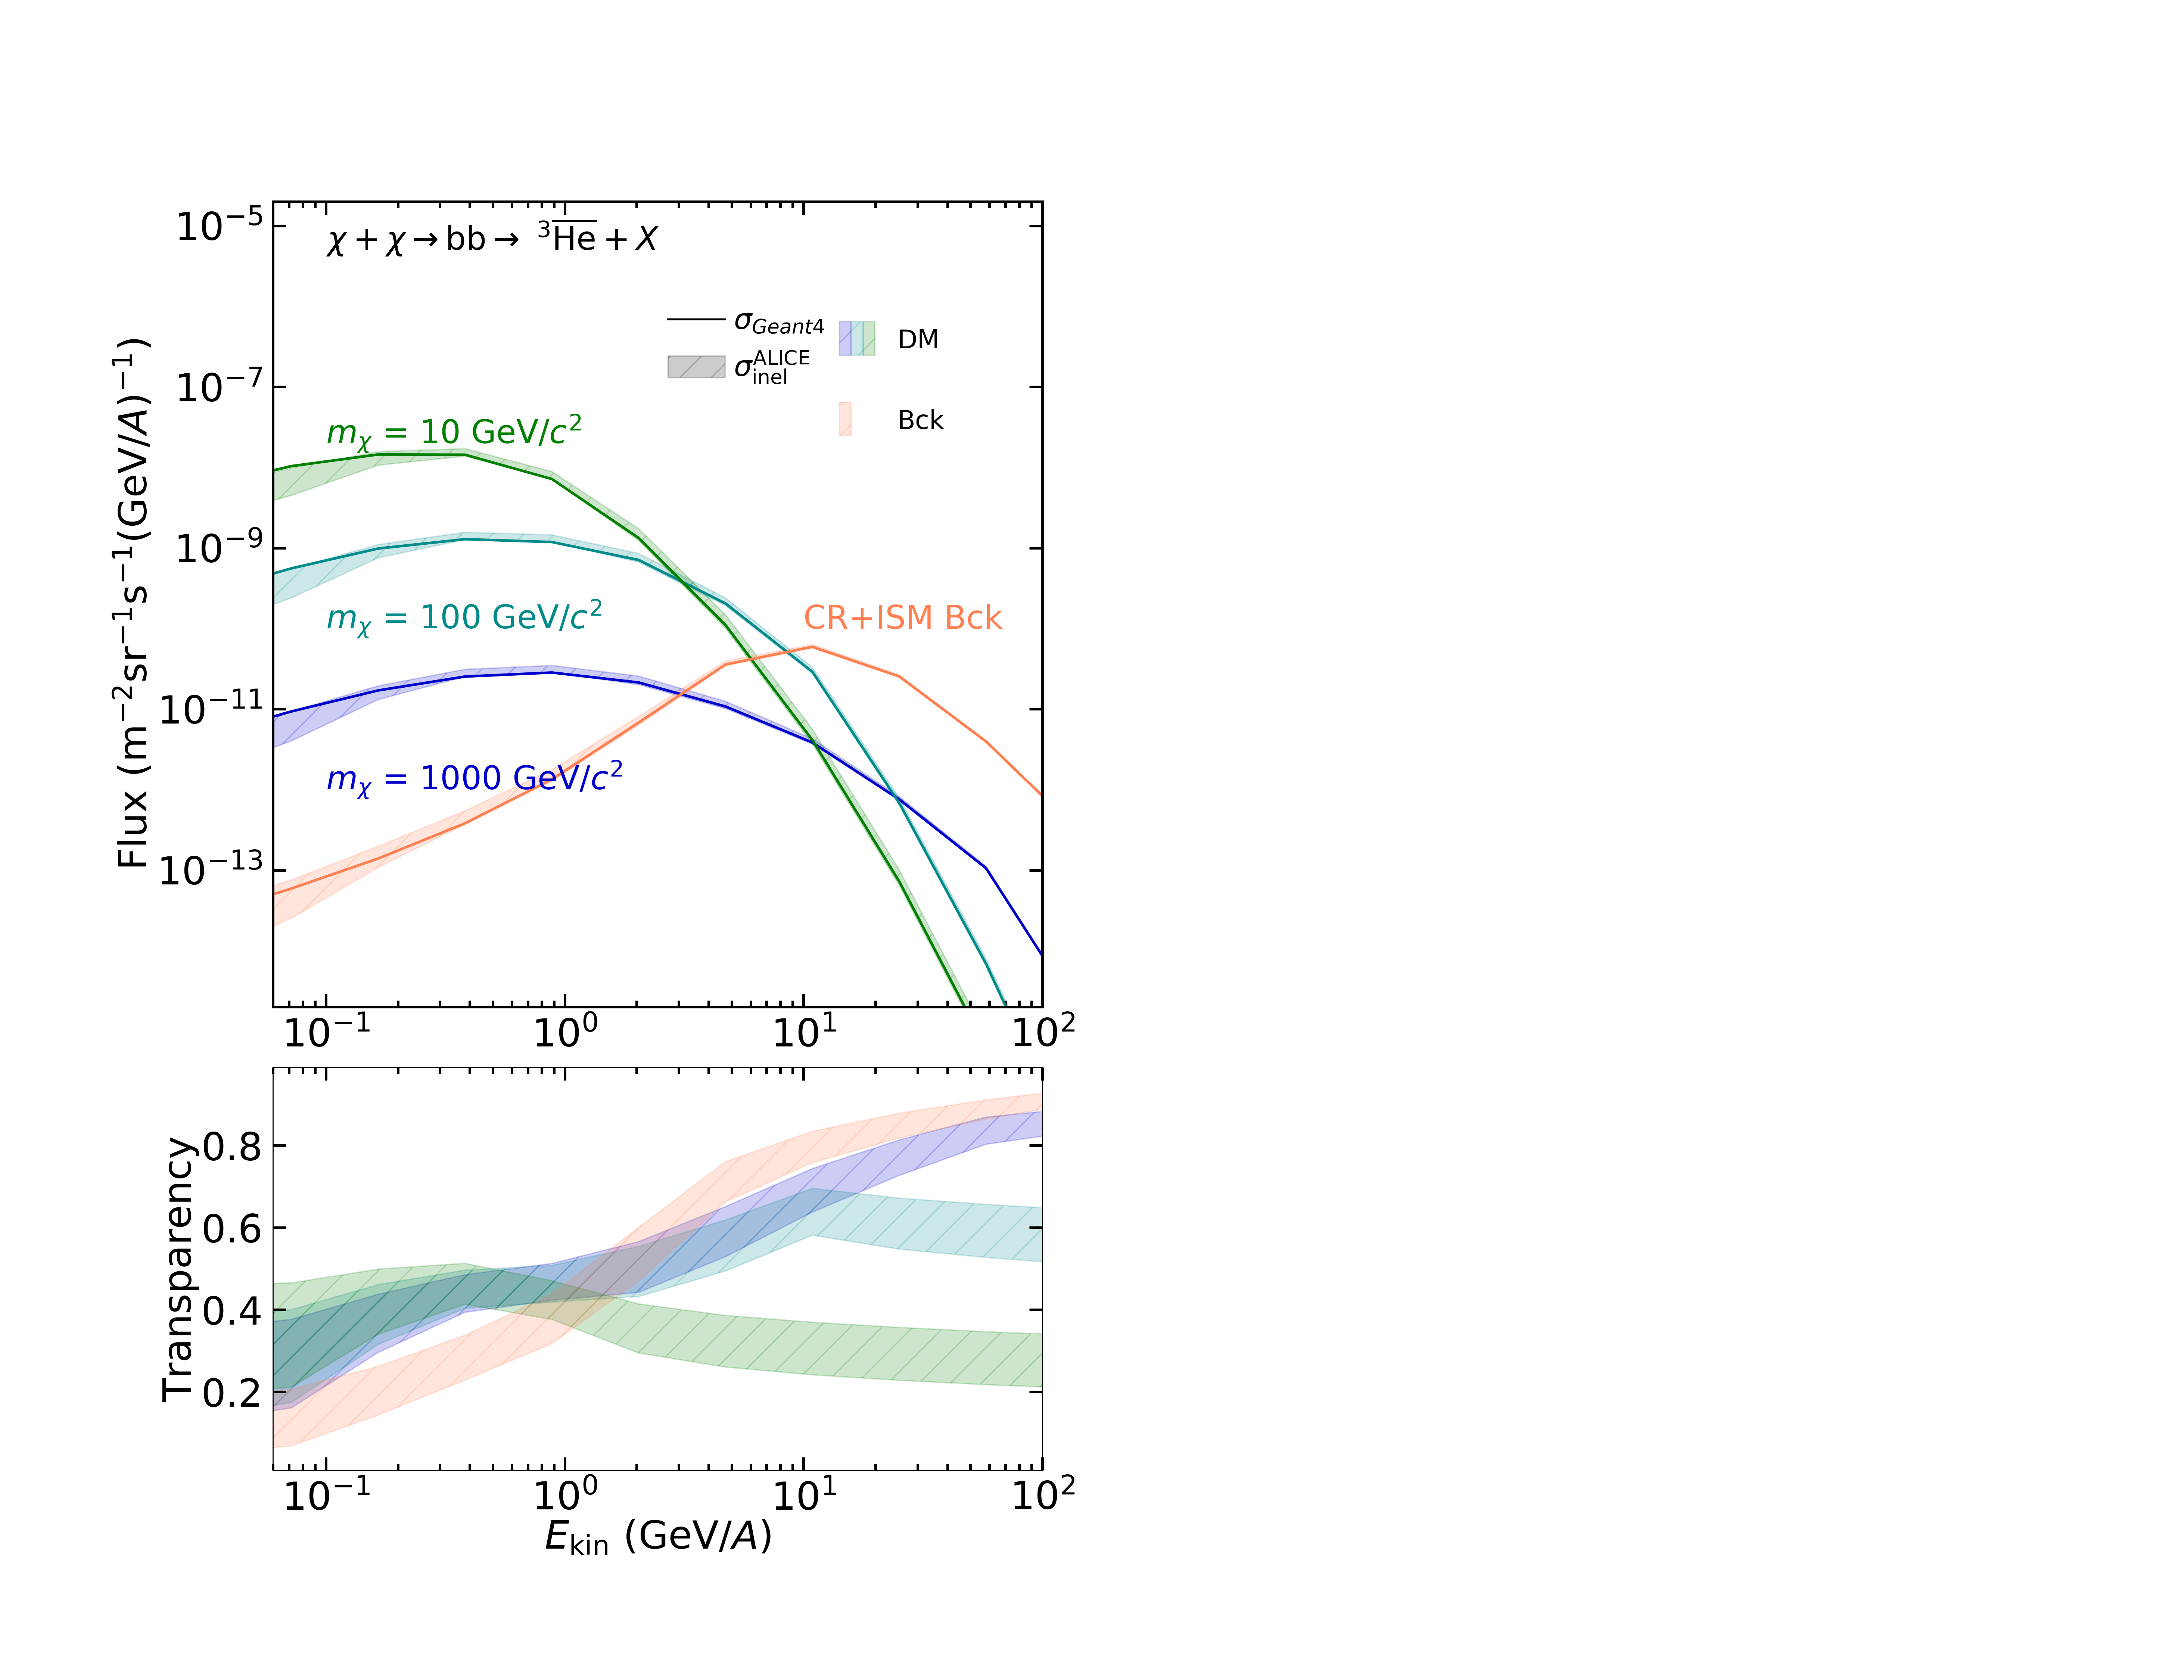 χ + χ → bb → ³H̅e̅ + X
σ_Geant4
σ_inel^ALICE
DM
Bck
m_χ = 10 GeV/c²
m_χ = 100 GeV/c²
CR+ISM Bck
m_χ = 1000 GeV/c²
Flux (m⁻²sr⁻¹s⁻¹(GeV/A)⁻¹)
10⁻⁵
10⁻⁷
10⁻⁹
10⁻¹¹
10⁻¹³
10⁻¹ 10⁰ 10¹ 10²
Transparency
0.8
0.6
0.4
0.2
10⁻¹ 10⁰ 10¹ 10²
E_kin (GeV/A)